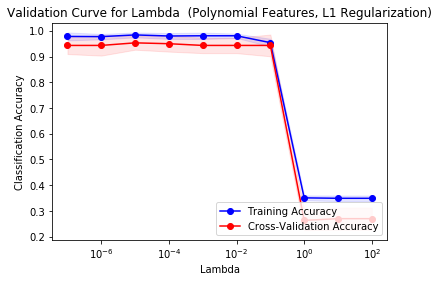 Validation Curve for Lambda  (Polynomial Features, L1 Regularization)
1.0
0.9
0.8
0.7
0.6
0.5
0.4
0.3
0.2
Classification Accuracy
Training Accuracy
Cross-Validation Accuracy
10⁻⁶ 10⁻⁴ 10⁻² 10⁰ 10²
Lambda